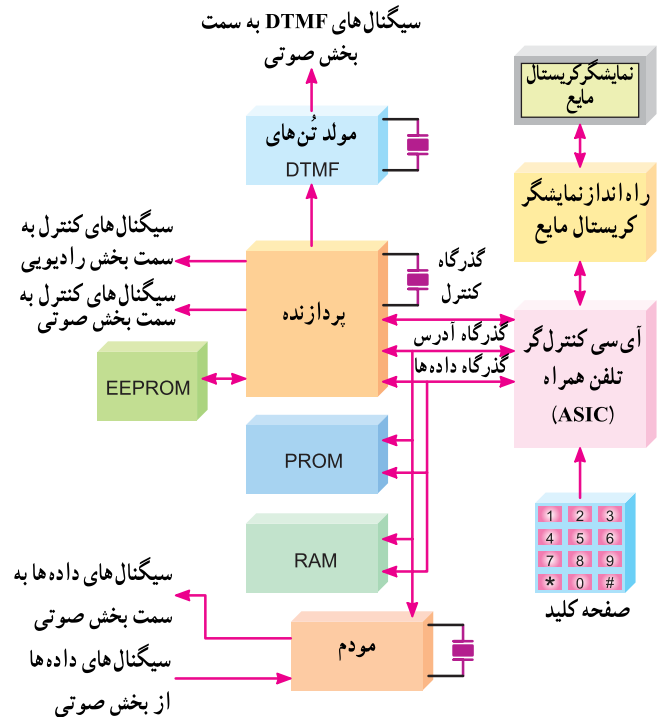 سیگنال‌های DTMF به سمت
بخش صوتی
نمایشگر کریستال
مایع
مولد تُن‌های
DTMF
راه اندازنمایشگر
کریستال مایع
سیگنال‌های کنترل به
سمت بخش رادیویی
سیگنال‌های کنترل به
سمت بخش صوتی
پردازنده
گذرگاه
کنترل
گذرگاه آدرس
گذرگاه داده‌ها
آی‌سی کنترل‌گر
تلفن همراه
(ASIC)
EEPROM
PROM
RAM
1 2 3
4 5 6
7 8 9
* 0 #
صفحه کلید
سیگنال‌های داده‌ها به
سمت بخش صوتی
سیگنال‌های داده‌ها
از بخش صوتی
مودم